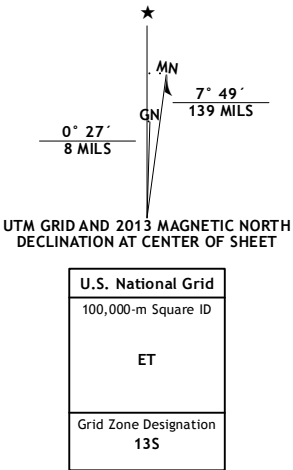 ★
MN
7° 49´
139 MILS
GN
0° 27´
8 MILS
UTM GRID AND 2013 MAGNETIC NORTH
DECLINATION AT CENTER OF SHEET
U.S. National Grid
100,000-m Square ID
ET
Grid Zone Designation
13S